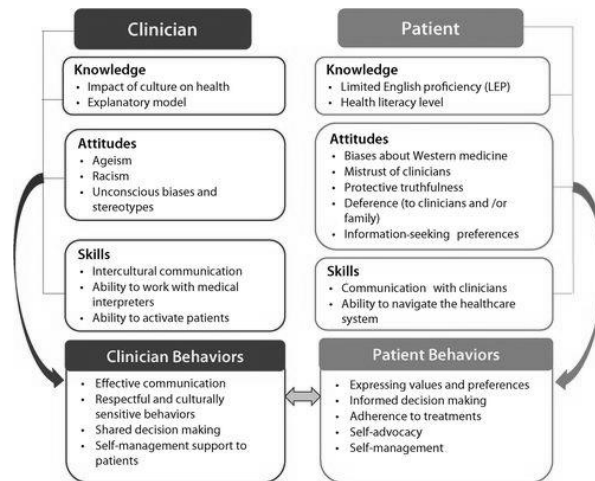 Clinician
Knowledge
• Impact of culture on health
• Explanatory model
Attitudes
• Ageism
• Racism
• Unconscious biases and
stereotypes
Skills
• Intercultural communication
• Ability to work with medical
interpreters
• Ability to activate patients
Clinician Behaviors
• Effective communication
• Respectful and culturally
sensitive behaviors
• Shared decision making
• Self-management support to
patients
Patient
Knowledge
• Limited English proficiency (LEP)
• Health literacy level
Attitudes
• Biases about Western medicine
• Mistrust of clinicians
• Protective truthfulness
• Deference (to clinicians and /or
family)
• Information-seeking preferences
Skills
• Communication with clinicians
• Ability to navigate the healthcare
system
Patient Behaviors
• Expressing values and preferences
• Informed decision making
• Adherence to treatments
• Self-advocacy
• Self-management